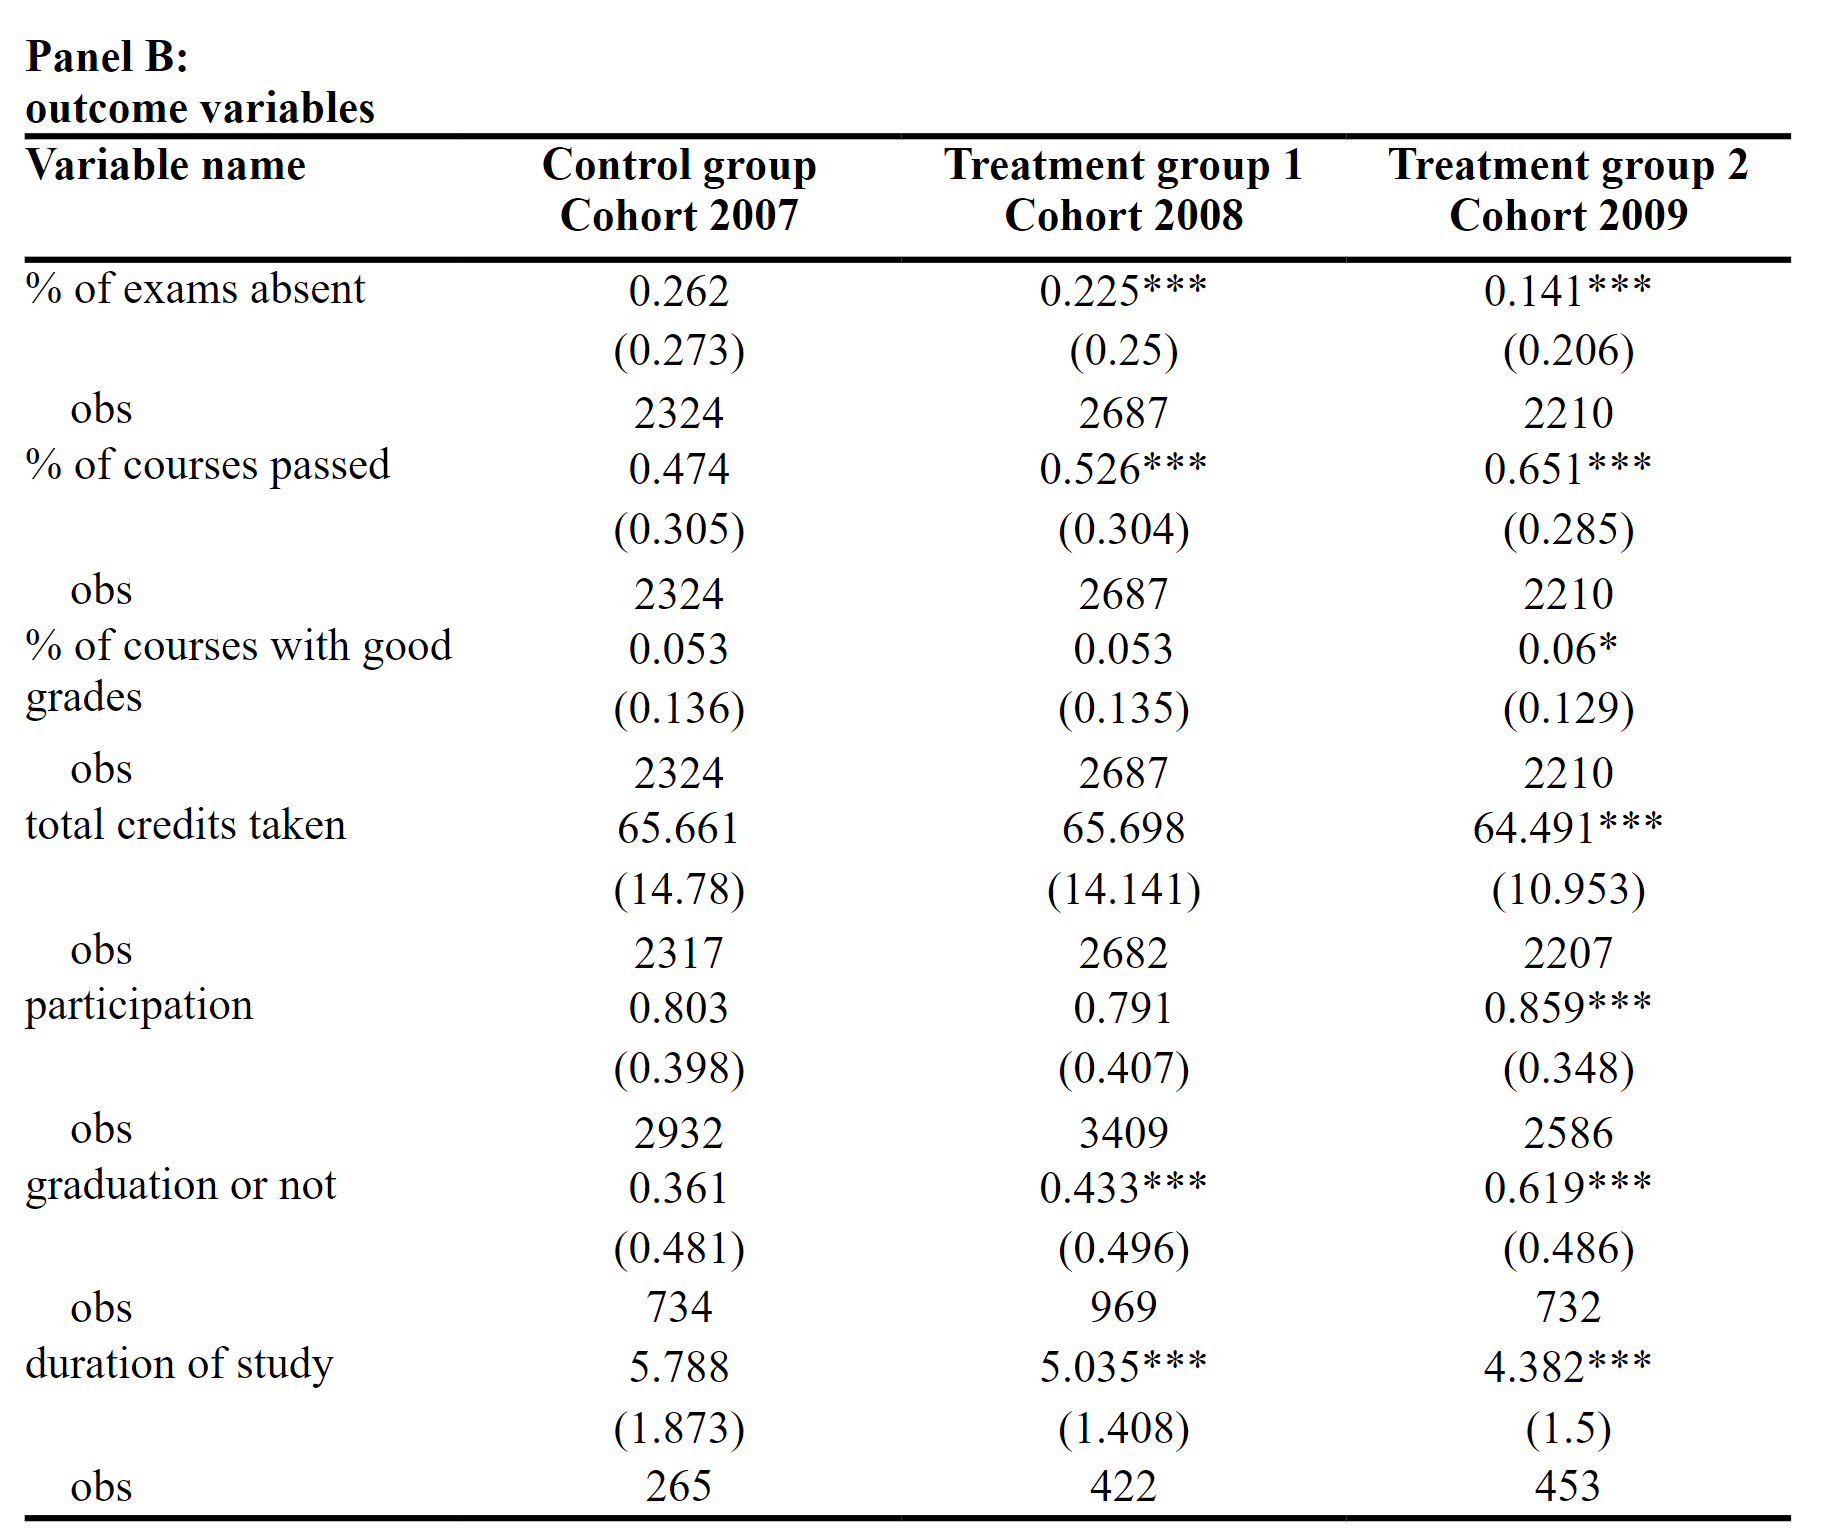 Panel B:
outcome variables
Variable name Control group Treatment group 1 Treatment group 2
Cohort 2007 Cohort 2008 Cohort 2009
% of exams absent 0.262 0.225*** 0.141***
(0.273) (0.25) (0.206)
obs 2324 2687 2210
% of courses passed 0.474 0.526*** 0.651***
(0.305) (0.304) (0.285)
obs 2324 2687 2210
% of courses with good 0.053 0.053 0.06*
grades (0.136) (0.135) (0.129)
obs 2324 2687 2210
total credits taken 65.661 65.698 64.491***
(14.78) (14.141) (10.953)
obs 2317 2682 2207
participation 0.803 0.791 0.859***
(0.398) (0.407) (0.348)
obs 2932 3409 2586
graduation or not 0.361 0.433*** 0.619***
(0.481) (0.496) (0.486)
obs 734 969 732
duration of study 5.788 5.035*** 4.382***
(1.873) (1.408) (1.5)
obs 265 422 453